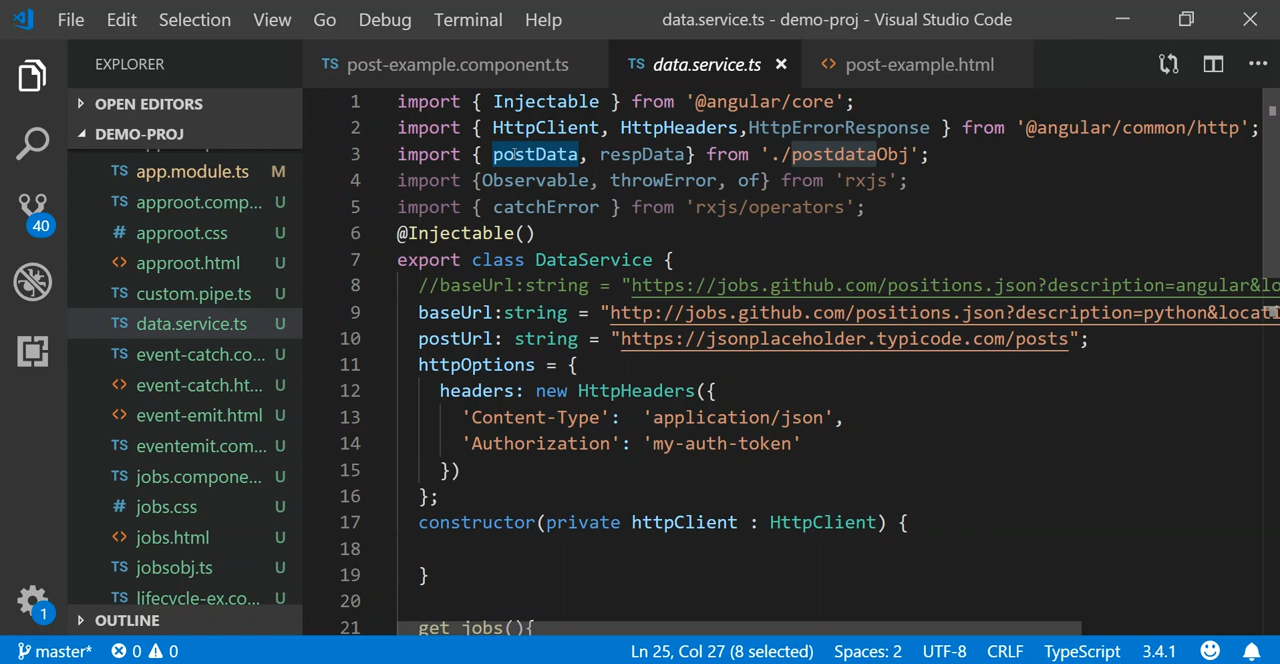 File Edit Selection View Go Debug Terminal Help data.service.ts - demo-proj - Visual Studio Code
EXPLORER
OPEN EDITORS
DEMO-PROJ
TS app.module.ts M
TS approot.comp... U
# approot.css U
<> approot.html U
TS custom.pipe.ts U
TS data.service.ts U
TS event-catch.co... U
<> event-catch.ht... U
<> event-emit.html U
TS eventemit.com... U
TS jobs.compone... U
# jobs.css U
<> jobs.html U
TS jobsobj.ts U
lifecycle-ex.co... U
OUTLINE
40
1
TS post-example.component.ts TS data.service.ts <> post-example.html
1 import { Injectable } from '@angular/core';
2 import { HttpClient, HttpHeaders,HttpErrorResponse } from '@angular/common/http';
3 import { postData, respData} from './postdataObj';
4 import {Observable, throwError, of} from 'rxjs';
5 import { catchError } from 'rxjs/operators';
6 @Injectable()
7 export class DataService {
8 //baseUrl:string = "https://jobs.github.com/positions.json?description=angular&lo
9 baseUrl:string = "http://jobs.github.com/positions.json?description=python&locati
10 postUrl: string = "https://jsonplaceholder.typicode.com/posts";
11 httpOptions = {
12 headers: new HttpHeaders({
13 'Content-Type': 'application/json',
14 'Authorization': 'my-auth-token'
15 })
16 };
17 constructor(private httpClient : HttpClient) {
18
19 }
20
21 get jobs(){
master* 0 0 Ln 25, Col 27 (8 selected) Spaces: 2 UTF-8 CRLF TypeScript 3.4.1